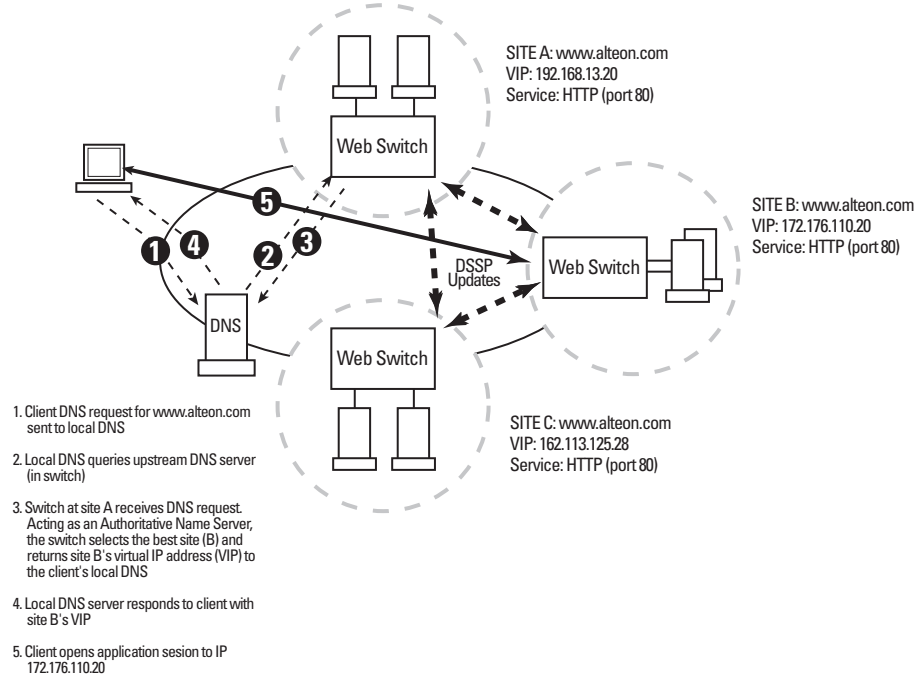 SITE A: www.alteon.com
VIP: 192.168.13.20
Service: HTTP (port 80)
Web Switch
5
SITE B: www.alteon.com
VIP: 172.176.110.20
Service: HTTP (port 80)
1
4
2
3
DSSP
Updates
Web Switch
DNS
Web Switch
SITE C: www.alteon.com
VIP: 162.113.125.28
Service: HTTP (port 80)
1. Client DNS request for www.alteon.com
sent to local DNS
2. Local DNS queries upstream DNS server
(in switch)
3. Switch at site A receives DNS request.
Acting as an Authoritative Name Server,
the switch selects the best site (B) and
returns site B's virtual IP address (VIP) to
the client's local DNS
4. Local DNS server responds to client with
site B's VIP
5. Client opens application sesion to IP
172.176.110.20